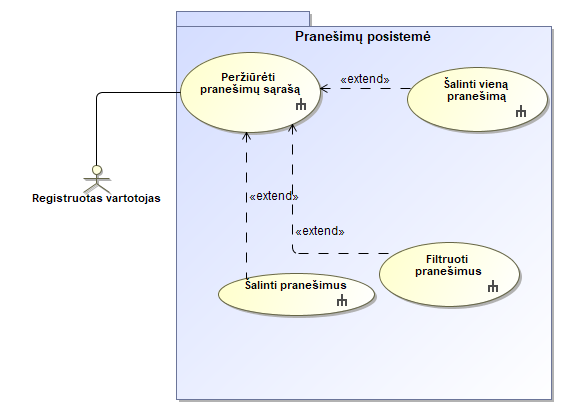 Pranešimų posistemė
Peržiūrėti
pranešimų sąrašą
«extend»
Šalinti vieną
pranešimą
Registruotas vartotojas
«extend»
«extend»
Filtruoti
pranešimus
Šalinti pranešimus